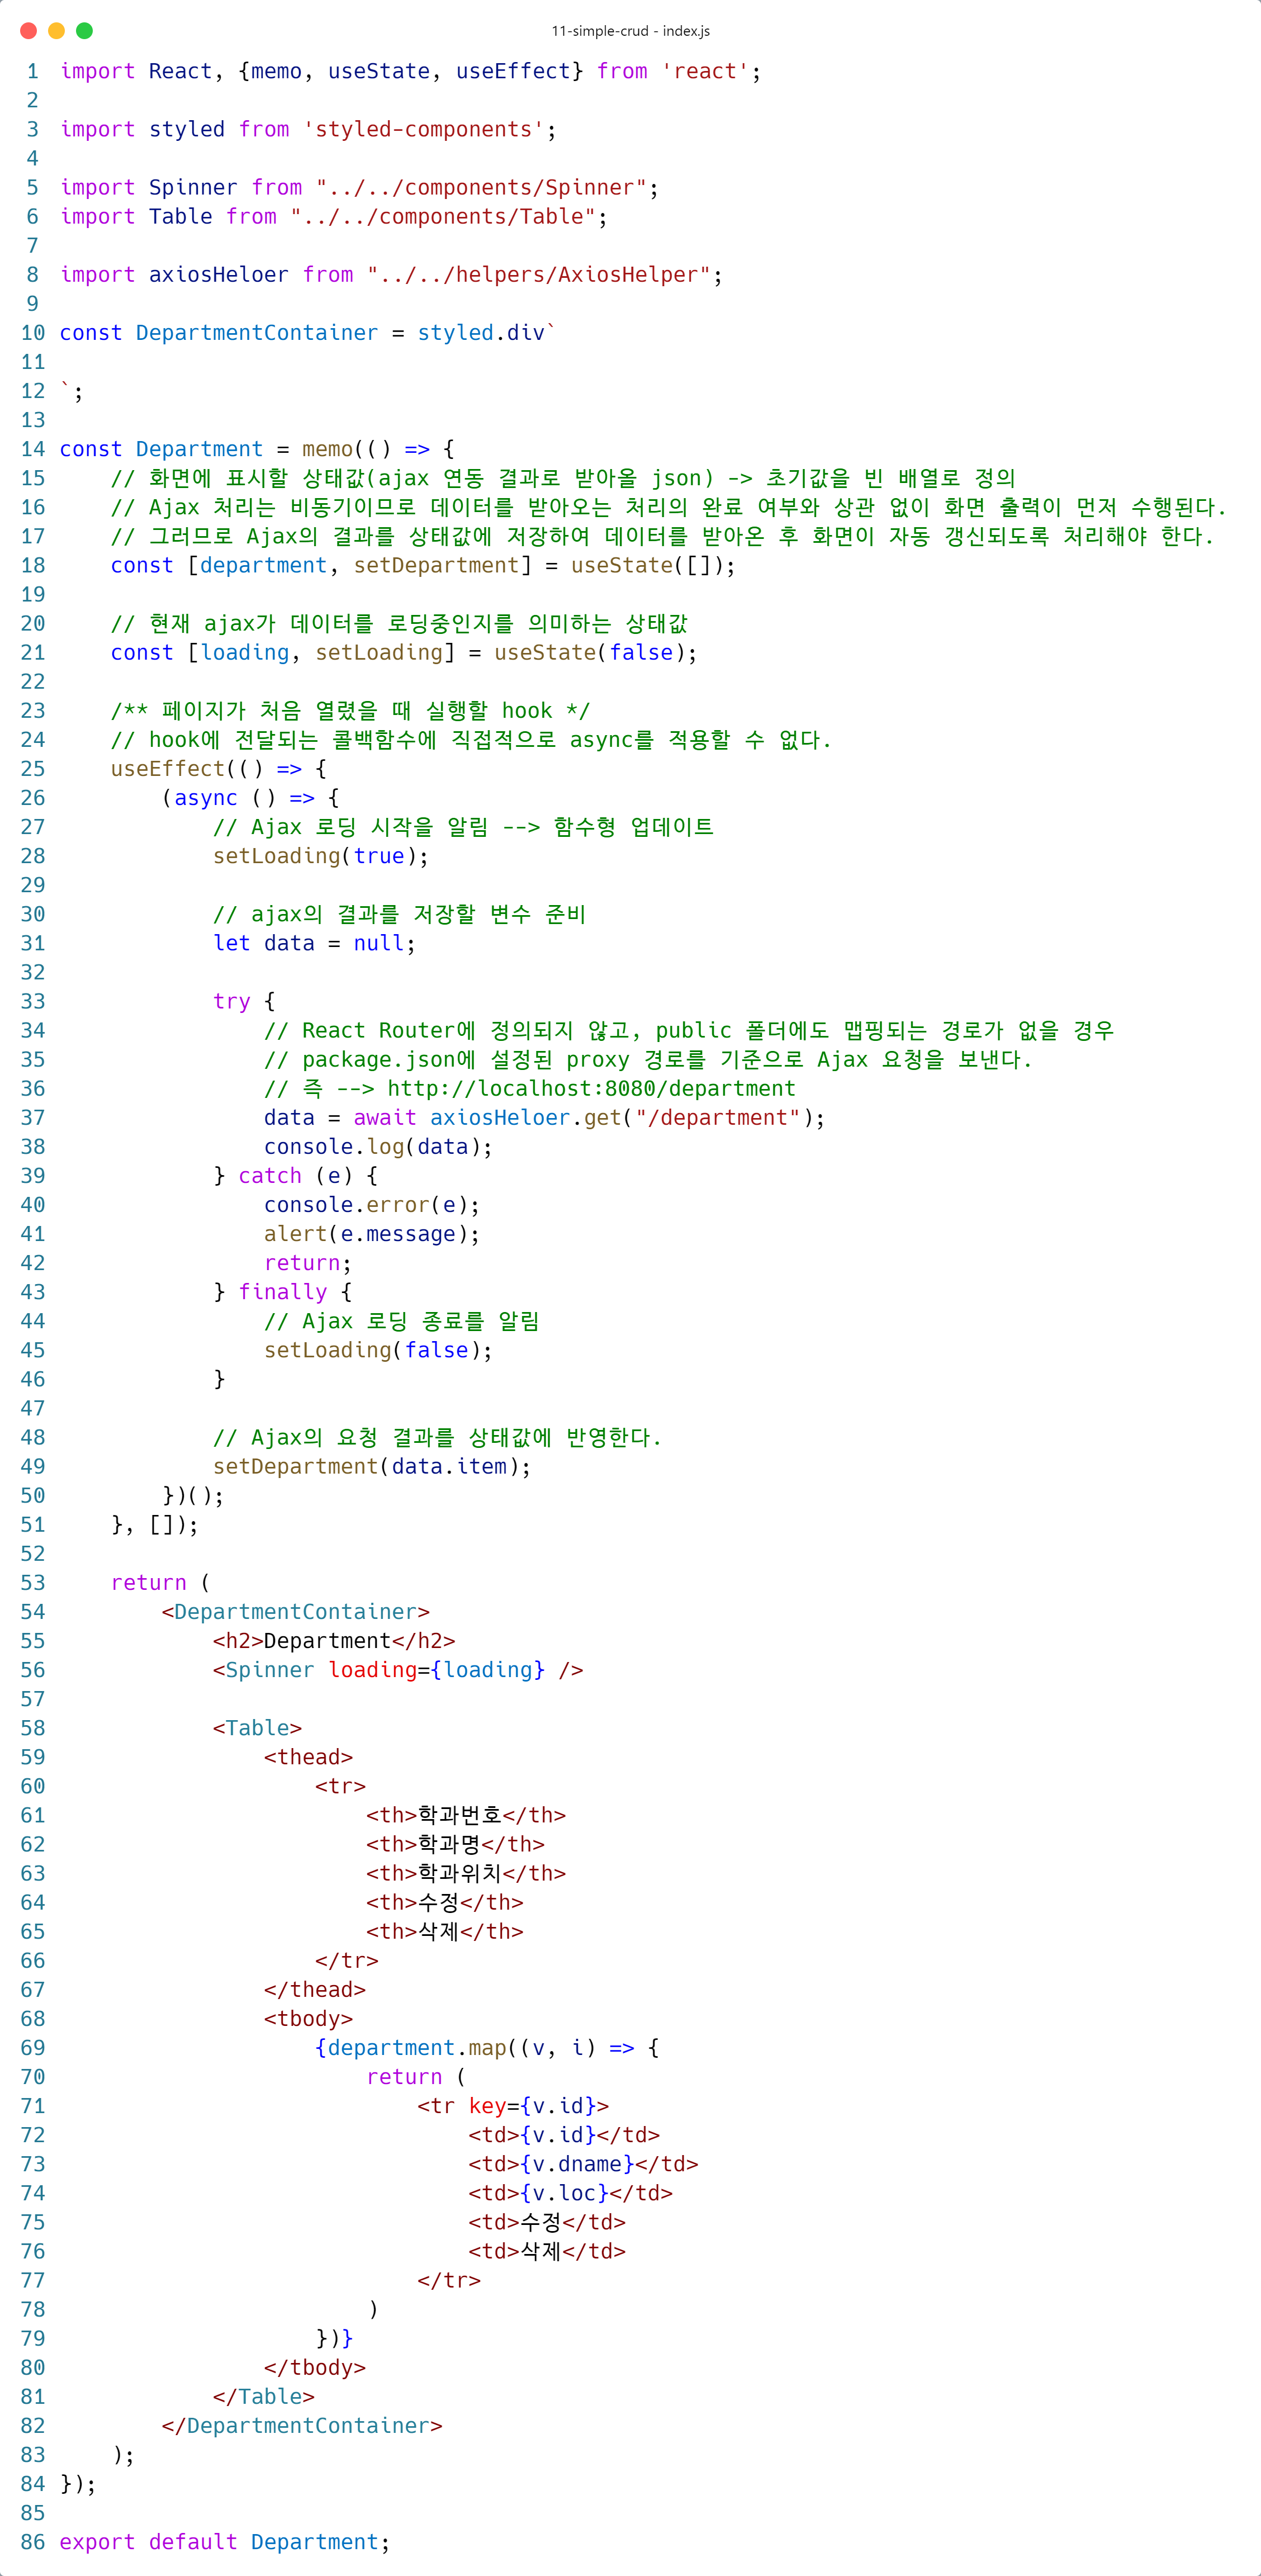 11-simple-crud - index.js
1 import React, {memo, useState, useEffect} from 'react';
2
3 import styled from 'styled-components';
4
5 import Spinner from "../../components/Spinner";
6 import Table from "../../components/Table";
7
8 import axiosHeloer from "../../helpers/AxiosHelper";
9
10 const DepartmentContainer = styled.div`
11
12 `;
13
14 const Department = memo(() => {
15     // 화면에 표시할 상태값(ajax 연동 결과로 받아올 json) -> 초기값을 빈 배열로 정의
16     // Ajax 처리는 비동기이므로 데이터를 받아오는 처리의 완료 여부와 상관 없이 화면 출력이 먼저 수행된다.
17     // 그러므로 Ajax의 결과를 상태값에 저장하여 데이터를 받아온 후 화면이 자동 갱신되도록 처리해야 한다.
18     const [department, setDepartment] = useState([]);
19
20     // 현재 ajax가 데이터를 로딩중인지를 의미하는 상태값
21     const [loading, setLoading] = useState(false);
22
23     /** 페이지가 처음 열렸을 때 실행할 hook */
24     // hook에 전달되는 콜백함수에 직접적으로 async를 적용할 수 없다.
25     useEffect(() => {
26         (async () => {
27             // Ajax 로딩 시작을 알림 --> 함수형 업데이트
28             setLoading(true);
29
30             // ajax의 결과를 저장할 변수 준비
31             let data = null;
32
33             try {
34                 // React Router에 정의되지 않고, public 폴더에도 맵핑되는 경로가 없을 경우
35                 // package.json에 설정된 proxy 경로를 기준으로 Ajax 요청을 보낸다.
36                 // 즉 --> http://localhost:8080/department
37                 data = await axiosHeloer.get("/department");
38                 console.log(data);
39             } catch (e) {
40                 console.error(e);
41                 alert(e.message);
42                 return;
43             } finally {
44                 // Ajax 로딩 종료를 알림
45                 setLoading(false);
46             }
47
48             // Ajax의 요청 결과를 상태값에 반영한다.
49             setDepartment(data.item);
50         })();
51     }, []);
52
53     return (
54         <DepartmentContainer>
55             <h2>Department</h2>
56             <Spinner loading={loading} />
57
58             <Table>
59                 <thead>
60                     <tr>
61                         <th>학과번호</th>
62                         <th>학과명</th>
63                         <th>학과위치</th>
64                         <th>수정</th>
65                         <th>삭제</th>
66                     </tr>
67                 </thead>
68                 <tbody>
69                     {department.map((v, i) => {
70                         return (
71                             <tr key={v.id}>
72                                 <td>{v.id}</td>
73                                 <td>{v.dname}</td>
74                                 <td>{v.loc}</td>
75                                 <td>수정</td>
76                                 <td>삭제</td>
77                             </tr>
78                         )
79                     })}
80                 </tbody>
81             </Table>
82         </DepartmentContainer>
83     );
84 });
85
86 export default Department;